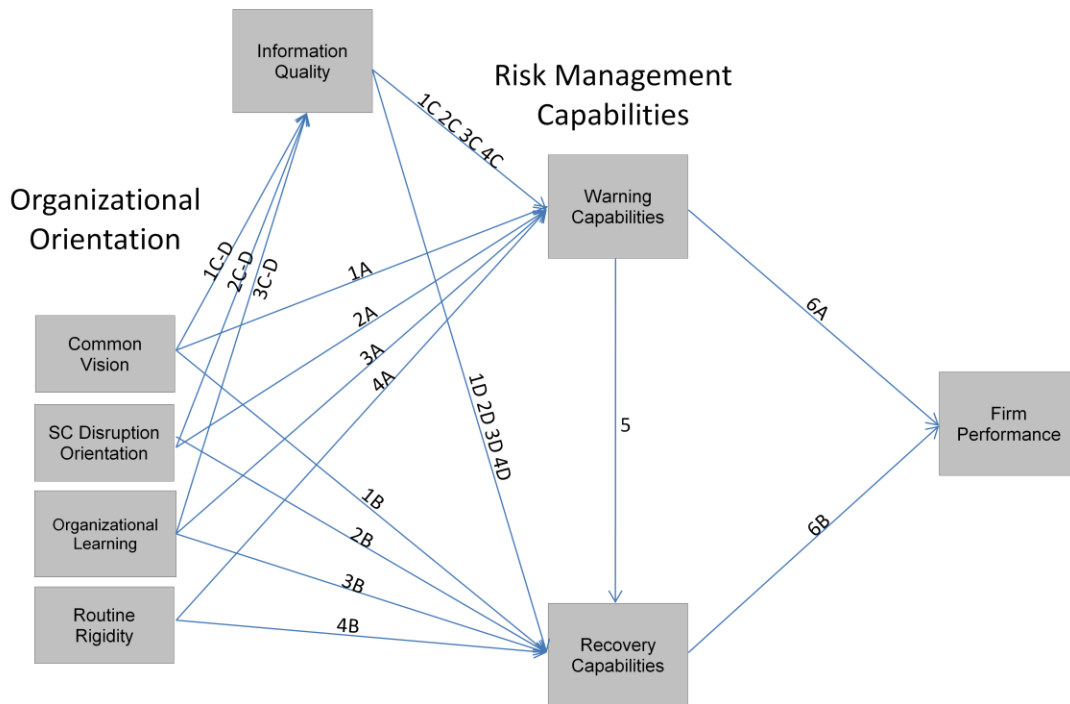 Information
Quality
Risk Management
Capabilities
1C 2C 3C 4C
Organizational
Orientation
Warning
Capabilities
1C-D
2C-D
3C-D
1A
2A
3A
4A
6A
Common
Vision
1D 2D 3D 4D
Firm
Performance
SC Disruption
Orientation
5
1B
2B
6B
Organizational
Learning
3B
4B
Routine
Rigidity
Recovery
Capabilities